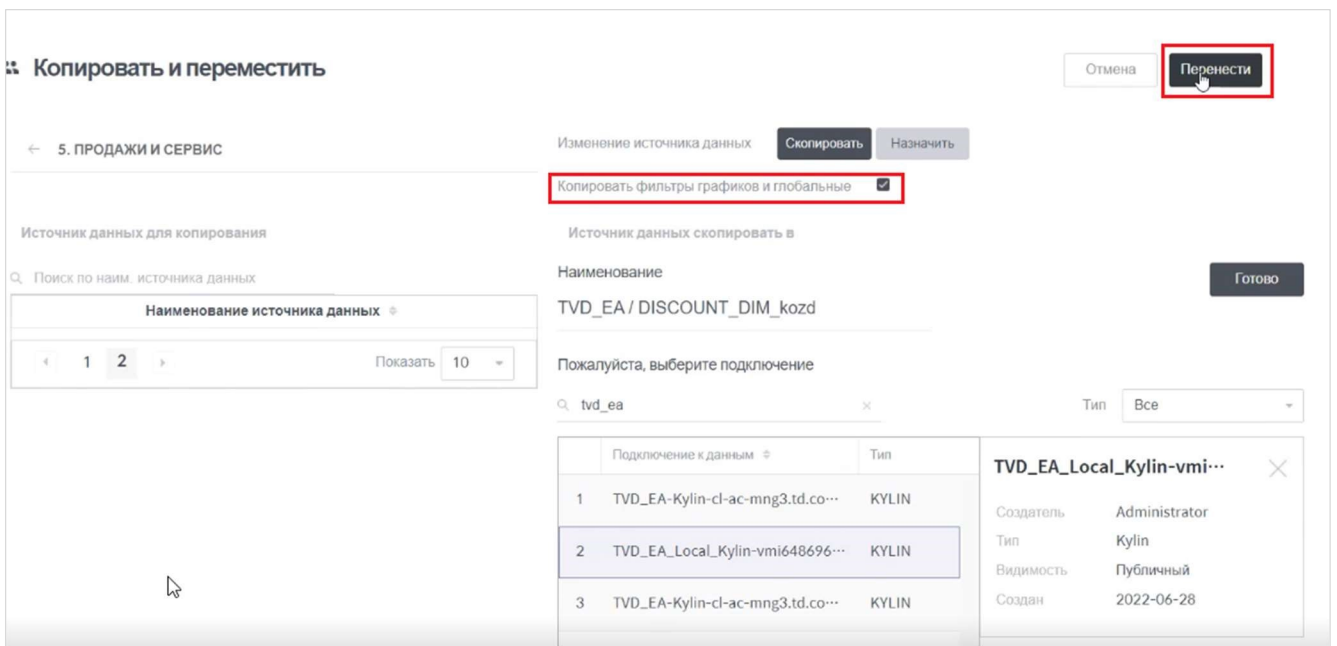 Копировать и переместить
Отмена
Перенести
← 5. ПРОДАЖИ И СЕРВИС
Изменение источника данных
Скопировать
Назначить
Копировать фильтры графиков и глобальные
Источник данных для копирования
Источник данных скопировать в
Поиск по наим. источника данных
Наименование
Готово
Наименование источника данных
TVD_EA / DISCOUNT_DIM_kozd
1 2
Показать 10
Пожалуйста, выберите подключение
tvd_ea
Тип Все
Подключение к данным Тип
1 TVD_EA-Kylin-cl-ac-mng3.td.co··· KYLIN
2 TVD_EA_Local_Kylin-vmi648696··· KYLIN
3 TVD_EA-Kylin-cl-ac-mng3.td.co··· KYLIN
TVD_EA_Local_Kylin-vmi···
Создатель Administrator
Тип Kylin
Видимость Публичный
Создан 2022-06-28